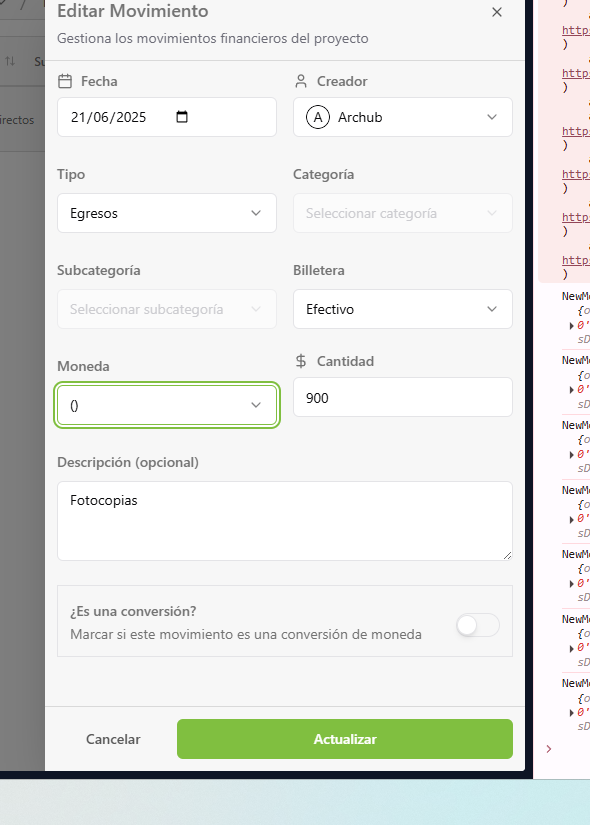 Editar Movimiento
Gestiona los movimientos financieros del proyecto
Fecha
Creador
21/06/2025
A Archub
Tipo
Categoría
Egresos
Seleccionar categoría
Subcategoría
Billetera
Seleccionar subcategoría
Efectivo
Moneda
$ Cantidad
()
900
Descripción (opcional)
Fotocopias
¿Es una conversión?
Marcar si este movimiento es una conversión de moneda
Cancelar
Actualizar